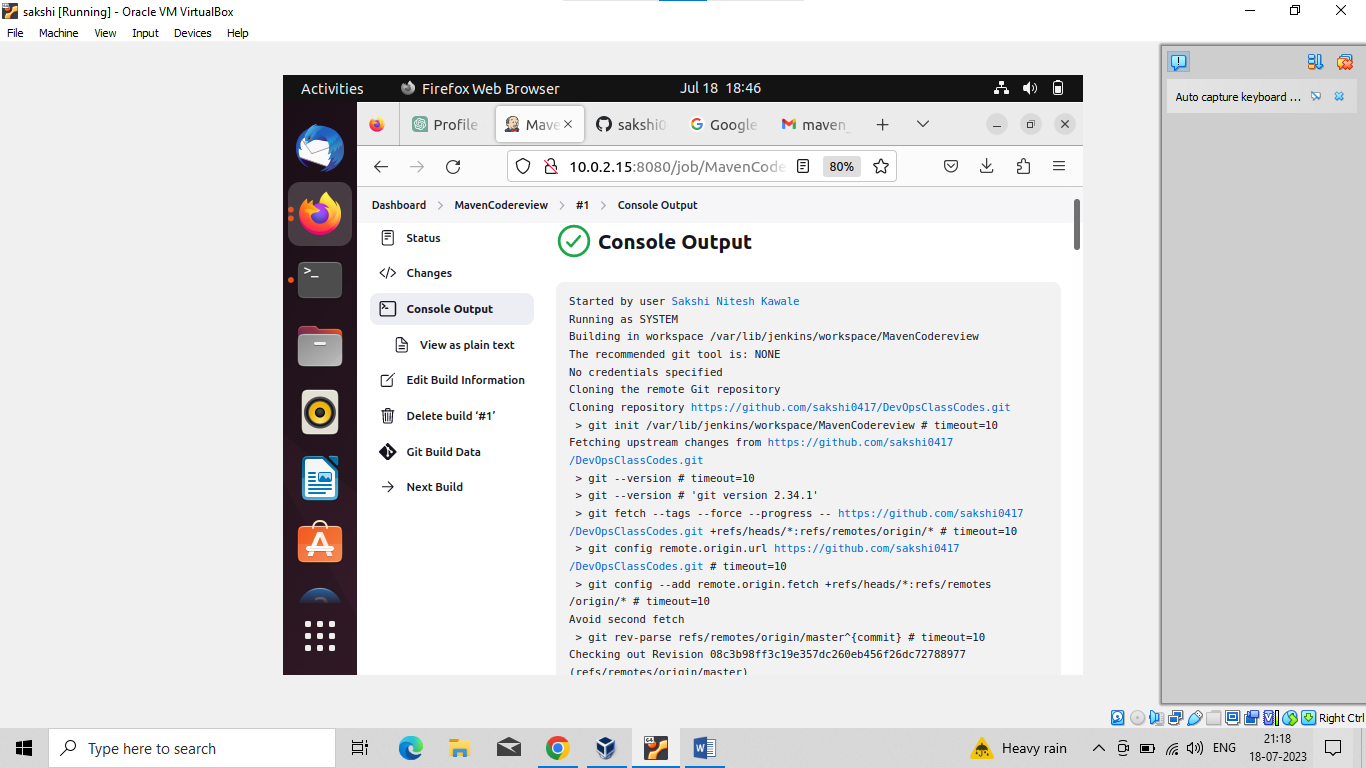 sakshi [Running] - Oracle VM VirtualBox
File Machine View Input Devices Help
Auto capture keyboard ...
Activities Firefox Web Browser Jul 18 18:46
Profile Mave sakshi0 Google maven_
10.0.2.15:8080/job/MavenCode 80%
Dashboard MavenCodereview #1 Console Output
Status
Changes
Console Output
View as plain text
Edit Build Information
Delete build ‘#1’
Git Build Data
Next Build
Console Output
Started by user Sakshi Nitesh Kawale
Running as SYSTEM
Building in workspace /var/lib/jenkins/workspace/MavenCodereview
The recommended git tool is: NONE
No credentials specified
Cloning the remote Git repository
Cloning repository https://github.com/sakshi0417/DevOpsClassCodes.git
> git init /var/lib/jenkins/workspace/MavenCodereview # timeout=10
Fetching upstream changes from https://github.com/sakshi0417
/DevOpsClassCodes.git
> git --version # timeout=10
> git --version # 'git version 2.34.1'
> git fetch --tags --force --progress -- https://github.com/sakshi0417
/DevOpsClassCodes.git +refs/heads/*:refs/remotes/origin/* # timeout=10
> git config remote.origin.url https://github.com/sakshi0417
/DevOpsClassCodes.git # timeout=10
> git config --add remote.origin.fetch +refs/heads/*:refs/remotes
/origin/* # timeout=10
Avoid second fetch
> git rev-parse refs/remotes/origin/master^{commit} # timeout=10
Checking out Revision 08c3b98ff3c19e357dc260eb456f26dc72788977
(refs/remotes/origin/master)
Right Ctrl
Type here to search
Heavy rain
ENG
21:18
18-07-2023